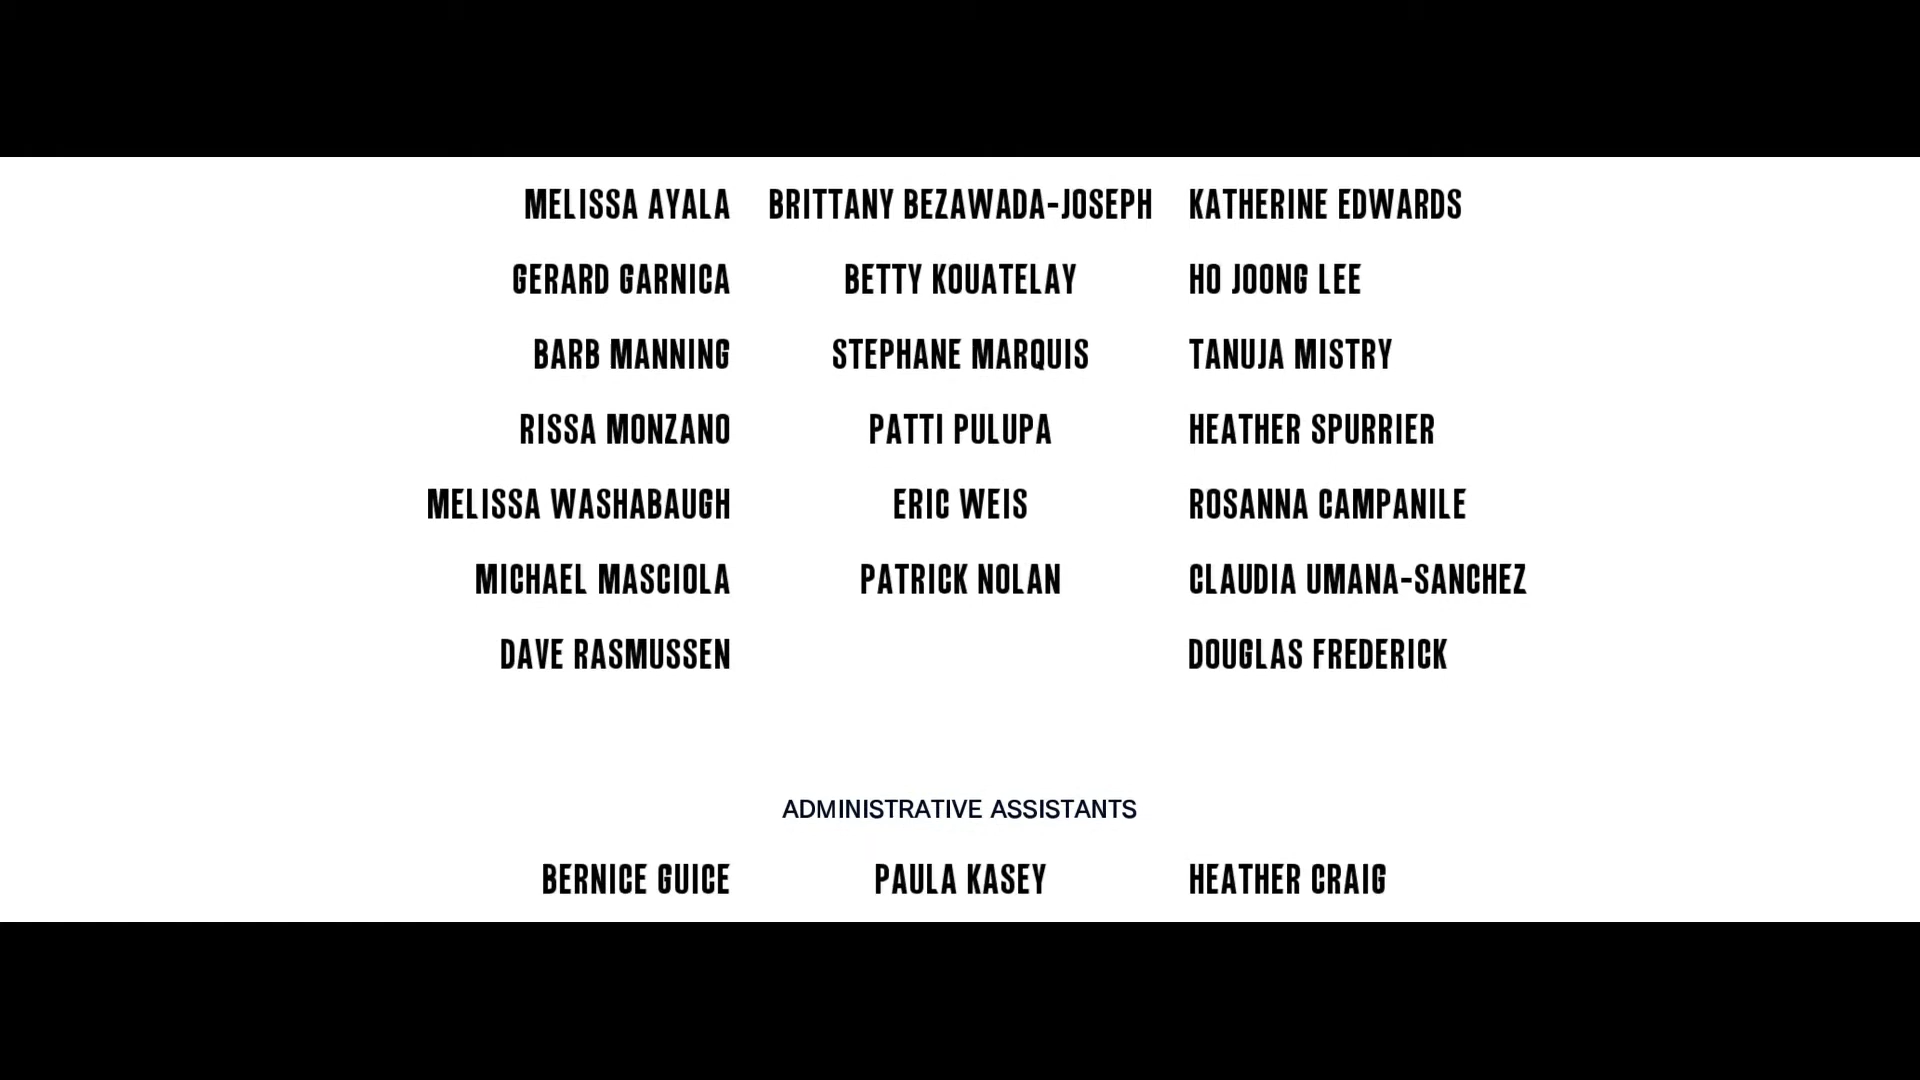 MELISSA AYALA BRITTANY BEZAWADA-JOSEPH KATHERINE EDWARDS
GERARD GARNICA BETTY KOUATELAY HO JOONG LEE
BARB MANNING STEPHANE MARQUIS TANUJA MISTRY
RISSA MONZANO PATTI PULUPA HEATHER SPURRIER
MELISSA WASHABAUGH ERIC WEIS ROSANNA CAMPANILE
MICHAEL MASCIOLA PATRICK NOLAN CLAUDIA UMANA-SANCHEZ
DAVE RASMUSSEN DOUGLAS FREDERICK
ADMINISTRATIVE ASSISTANTS
BERNICE GUICE PAULA KASEY HEATHER CRAIG